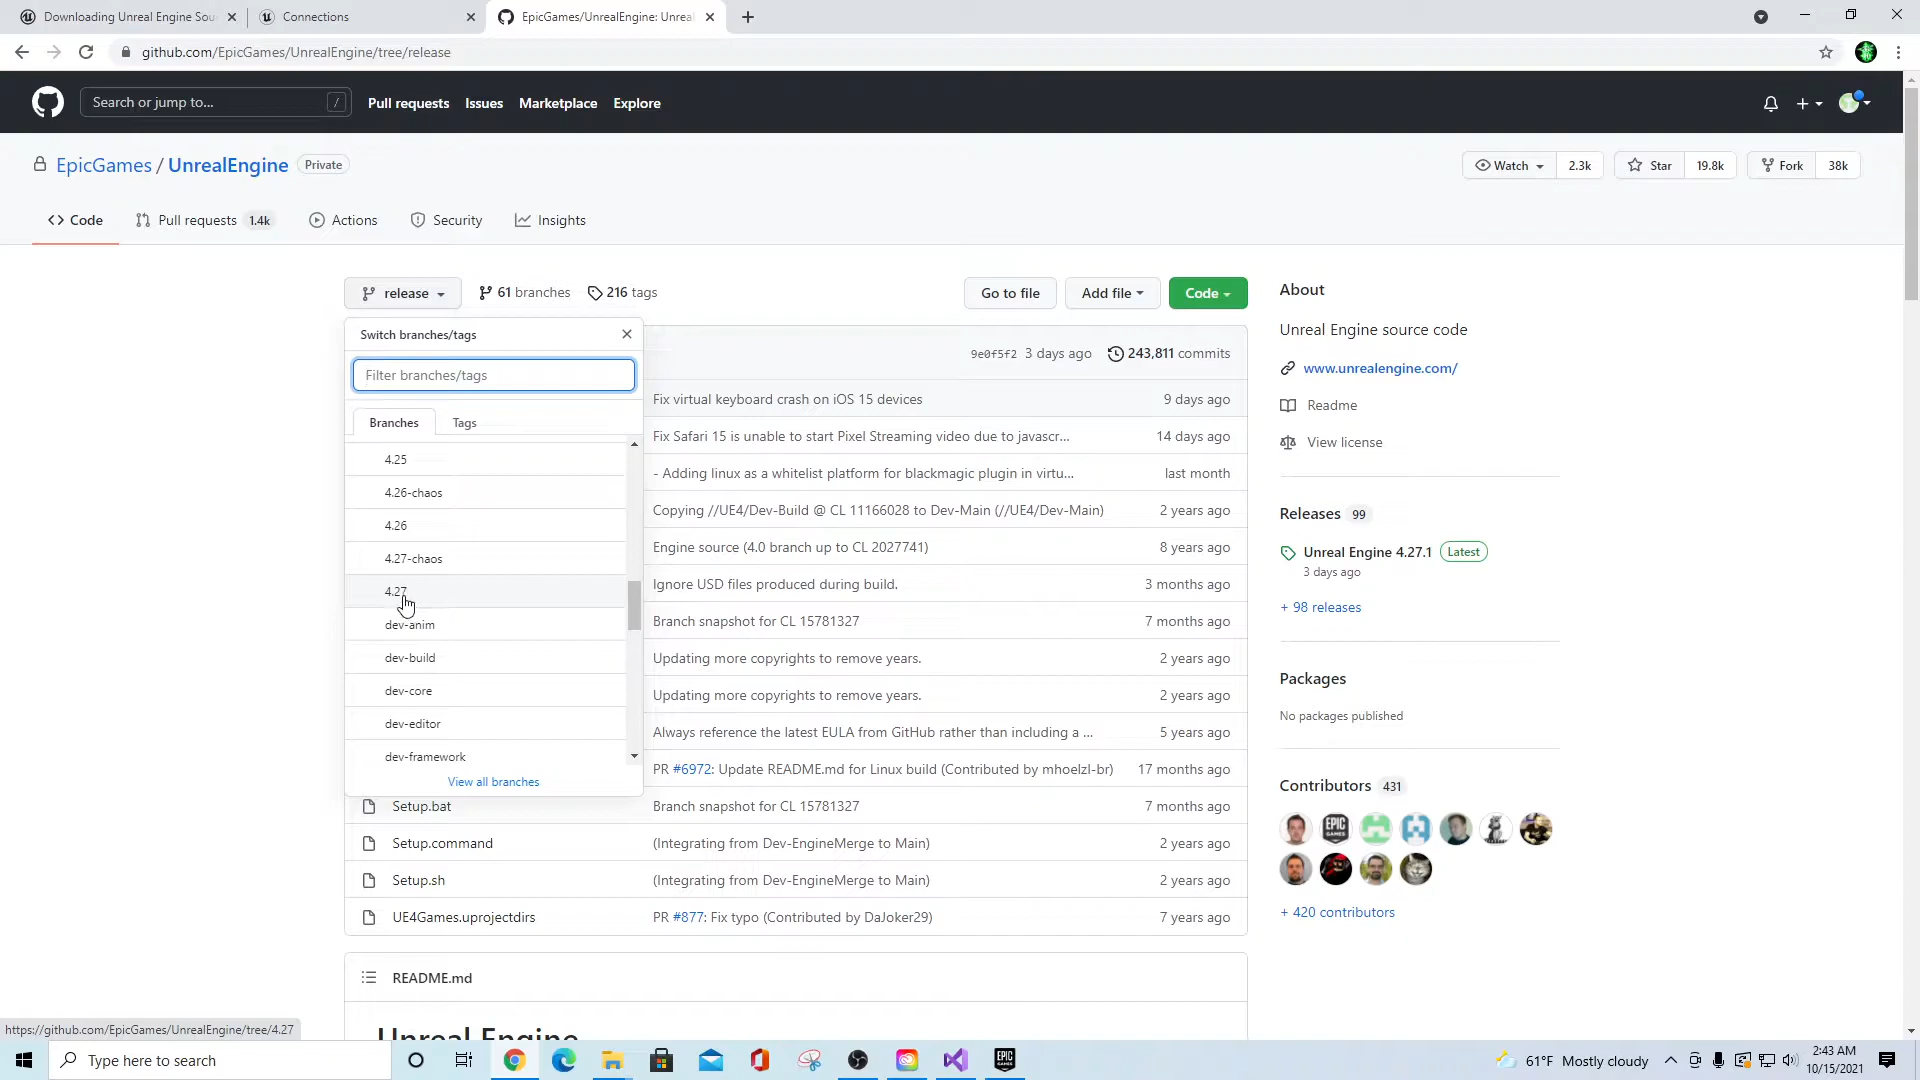 Downloading Unreal Engine Sou
Connections
EpicGames/UnrealEngine: Unreal
github.com/EpicGames/UnrealEngine/tree/release
Search or jump to...
/
Pull requests
Issues
Marketplace
Explore
EpicGames / UnrealEngine
Private
Watch
2.3k
Star
19.8k
Fork
38k
Code
Pull requests 1.4k
Actions
Security
Insights
release
61 branches
216 tags
Go to file
Add file
Code
Switch branches/tags
Filter branches/tags
Branches
Tags
4.25
4.26-chaos
4.26
4.27-chaos
4.27
dev-anim
dev-build
dev-core
dev-editor
dev-framework
View all branches
9e0f5f2 3 days ago
243,811 commits
Fix virtual keyboard crash on iOS 15 devices
9 days ago
Fix Safari 15 is unable to start Pixel Streaming video due to javascr...
14 days ago
- Adding linux as a whitelist platform for blackmagic plugin in virtu...
last month
Copying //UE4/Dev-Build @ CL 11166028 to Dev-Main (//UE4/Dev-Main)
2 years ago
Engine source (4.0 branch up to CL 2027741)
8 years ago
Ignore USD files produced during build.
3 months ago
Branch snapshot for CL 15781327
7 months ago
Updating more copyrights to remove years.
2 years ago
Updating more copyrights to remove years.
2 years ago
Always reference the latest EULA from GitHub rather than including a ...
5 years ago
PR #6972: Update README.md for Linux build (Contributed by mhoelzl-br)
17 months ago
Setup.bat
Branch snapshot for CL 15781327
7 months ago
Setup.command
(Integrating from Dev-EngineMerge to Main)
2 years ago
Setup.sh
(Integrating from Dev-EngineMerge to Main)
2 years ago
UE4Games.uprojectdirs
PR #877: Fix typo (Contributed by DaJoker29)
7 years ago
README.md
Unreal Engine
About
Unreal Engine source code
www.unrealengine.com/
Readme
View license
Releases 99
Unreal Engine 4.27.1 Latest
3 days ago
+ 98 releases
Packages
No packages published
Contributors 431
EPIC
GAMES
+ 420 contributors
https://github.com/EpicGames/UnrealEngine/tree/4.27
Type here to search
EPIC
GAMES
61°F Mostly cloudy
2:43 AM
10/15/2021